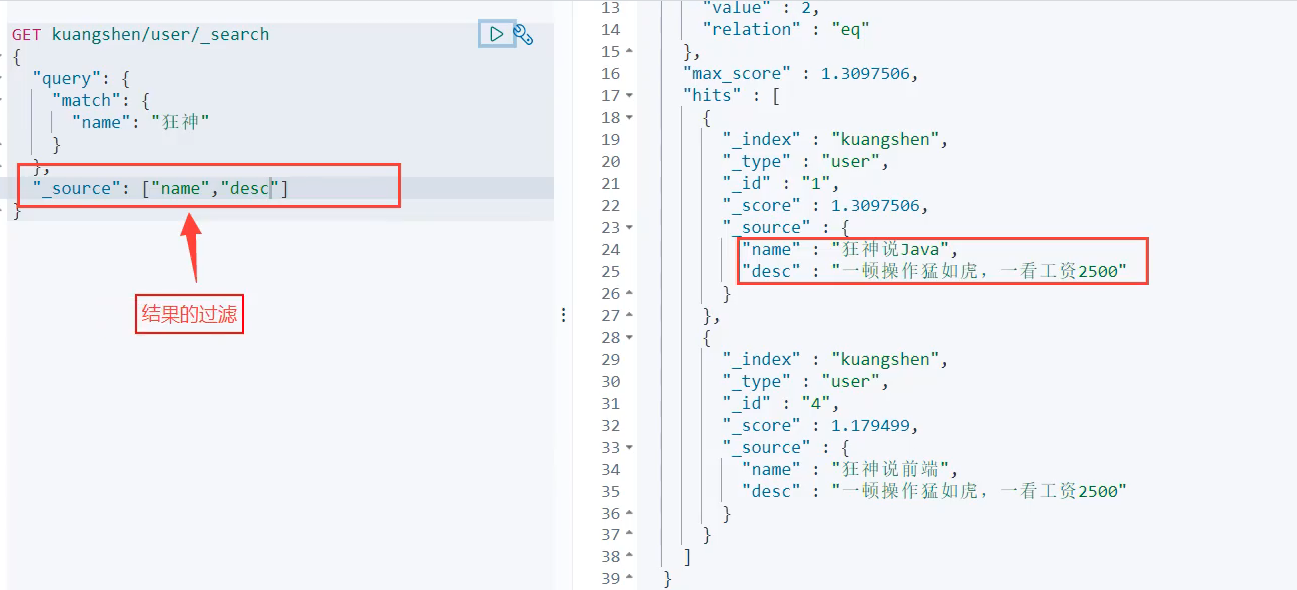 GET kuangshen/user/_search
{
  "query": {
    "match": {
      "name": "狂神"
    }
  },
  "_source": ["name","desc"]
}
结果的过滤
13 "value" : 2,
14 "relation" : "eq"
15 },
16 "max_score" : 1.3097506,
17 "hits" : [
18 {
19 "_index" : "kuangshen",
20 "_type" : "user",
21 "_id" : "1",
22 "_score" : 1.3097506,
23 "_source" : {
24 "name" : "狂神说Java",
25 "desc" : "一顿操作猛如虎，一看工资2500"
26 }
27 },
28 {
29 "_index" : "kuangshen",
30 "_type" : "user",
31 "_id" : "4",
32 "_score" : 1.179499,
33 "_source" : {
34 "name" : "狂神说前端",
35 "desc" : "一顿操作猛如虎，一看工资2500"
36 }
37 }
38 ]
39 }